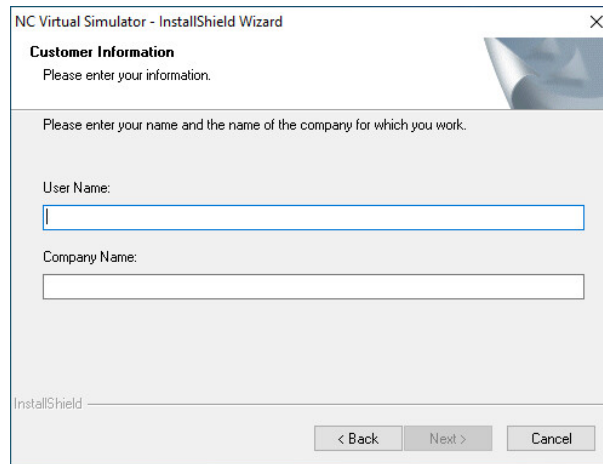 NC Virtual Simulator - InstallShield Wizard
Customer Information
Please enter your information.
Please enter your name and the name of the company for which you work.
User Name:
Company Name:
InstallShield
< Back Next > Cancel